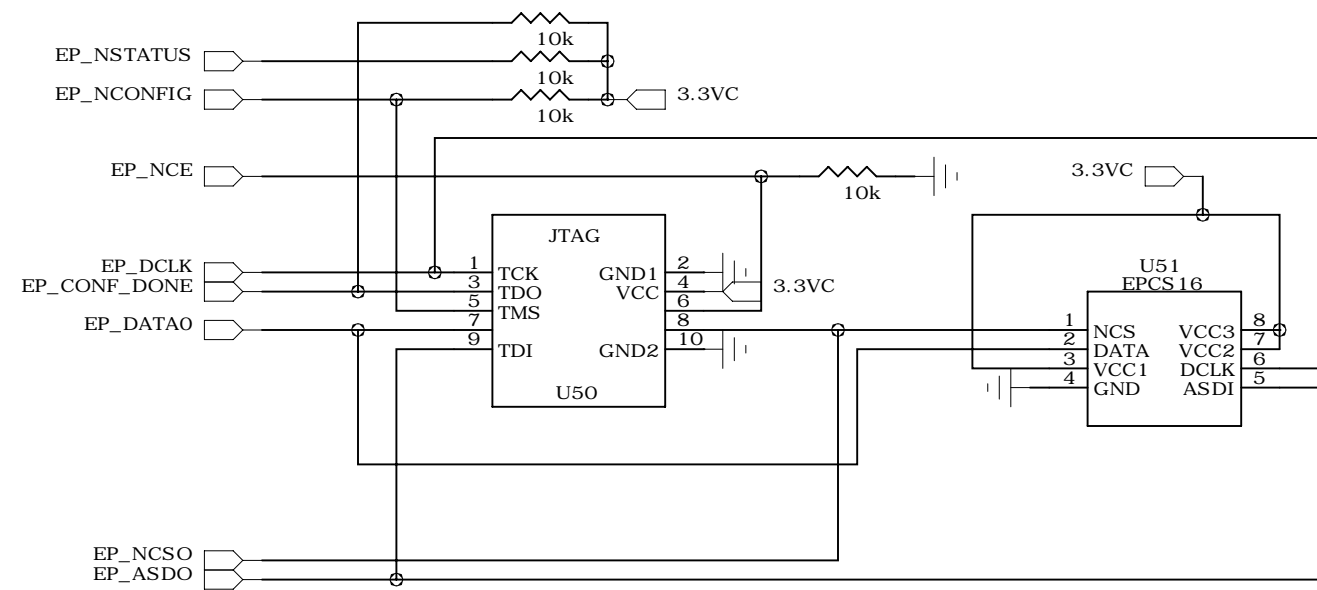 10k
EP_NSTATUS
10k
EP_NCONFIG
3.3VC
10k
EP_NCE
3.3VC
10k
JTAG
EP_DCLK
1
TCK
GND1
2
U51
EP_CONF_DONE
3
TDO
VCC
4
3.3VC
EPCS16
5
TMS
6
EP_DATA0
7
8
1
NCS
VCC3
8
9
TDI
GND2
10
2
DATA
VCC2
7
3
VCC1
DCLK
6
4
GND
ASDI
5
U50
EP_NCSO
EP_ASDO